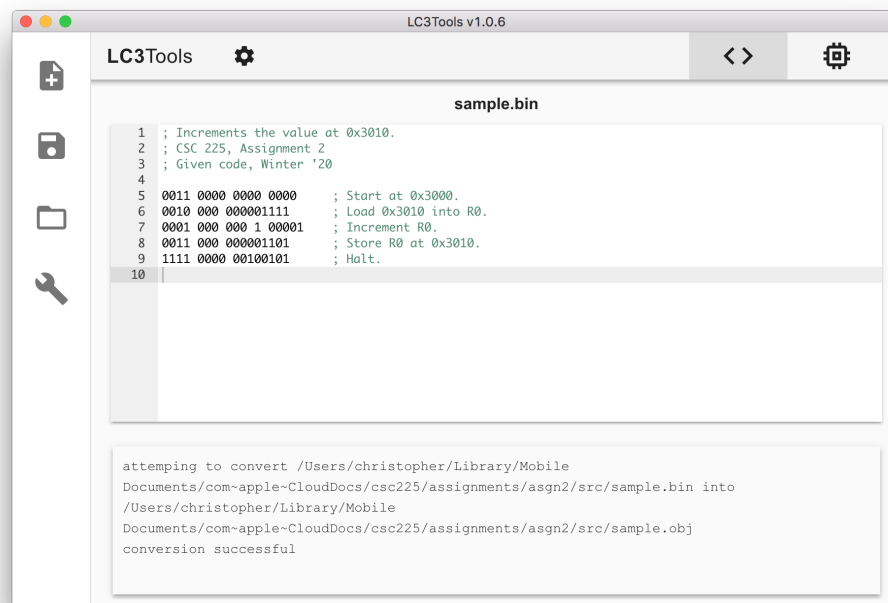 LC3Tools v1.0.6
LC3Tools
sample.bin
1 ; Increments the value at 0x3010.
2 ; CSC 225, Assignment 2
3 ; Given code, Winter '20
4
5 0011 0000 0000 0000 ; Start at 0x3000.
6 0010 000 000001111 ; Load 0x3010 into R0.
7 0001 000 000 1 00001 ; Increment R0.
8 0011 000 000001101 ; Store R0 at 0x3010.
9 1111 0000 00100101 ; Halt.
10
attemping to convert /Users/christopher/Library/Mobile
Documents/com~apple~CloudDocs/csc225/assignments/asgn2/src/sample.bin into
/Users/christopher/Library/Mobile
Documents/com~apple~CloudDocs/csc225/assignments/asgn2/src/sample.obj
conversion successful